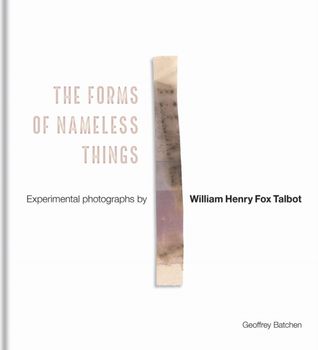 THE FORMS
OF NAMELESS
THINGS
Experimental photographs by William Henry Fox Talbot
Geoffrey Batchen